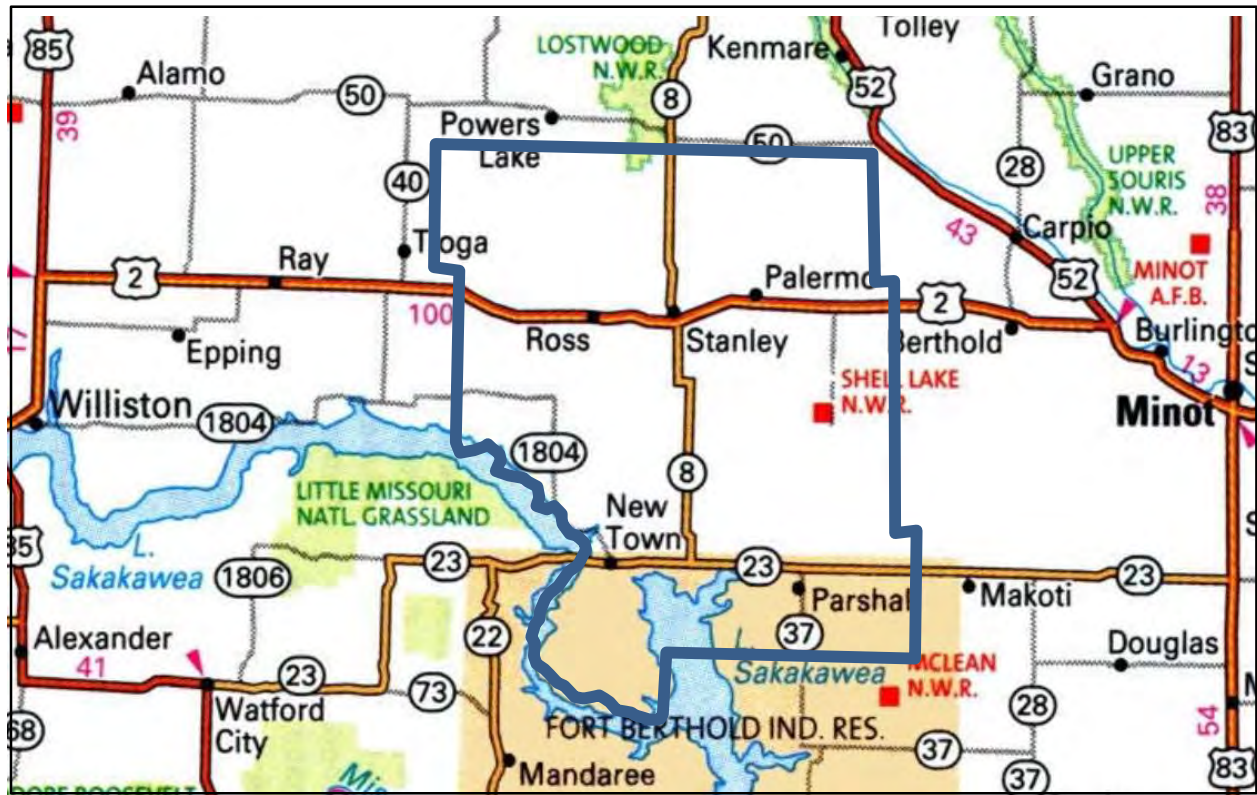 Tolley
85
LOSTWOOD
N.W.R.
Kenmare
Alamo
50
8
52
Grano
39
Powers
Lake
50
83
28
UPPER
SOURIS
N.W.R.
40
38
Tioga
43
Carpio
Ray
Palermo
52
MINOT
A.F.B.
2
2
100
17
Ross
Stanley
Berthold
Burlingt
Epping
13
SHELL LAKE
N.W.R.
Williston
1804
Minot
1804
8
LITTLE MISSOURI
NATL. GRASSLAND
New
Town
85
L.
Sakakawea
1806
23
23
23
Parshall
Makoti
Alexander
22
37
Douglas
41
L.
Sakakawea
MCLEAN
N.W.R.
23
73
Watford
City
28
68
FORT BERTHOLD IND. RES.
54
37
Mandaree
37
83